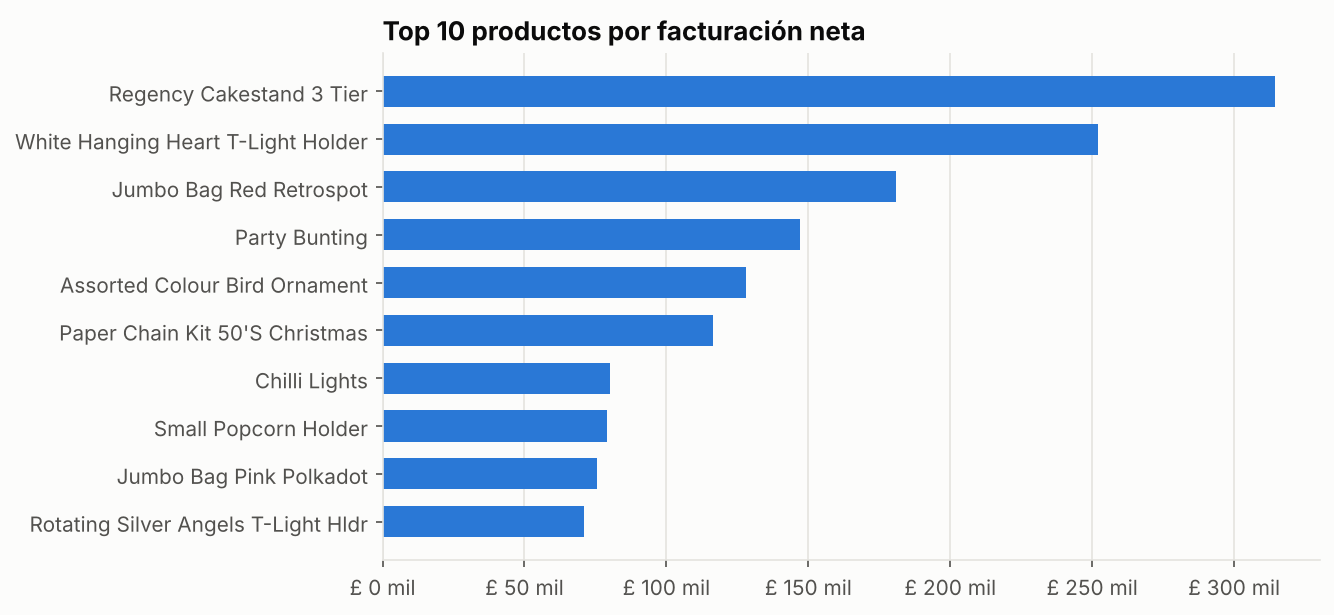 Top 10 productos por facturación neta
Regency Cakestand 3 Tier
White Hanging Heart T-Light Holder
Jumbo Bag Red Retrospot
Party Bunting
Assorted Colour Bird Ornament
Paper Chain Kit 50'S Christmas
Chilli Lights
Small Popcorn Holder
Jumbo Bag Pink Polkadot
Rotating Silver Angels T-Light Hldr
£ 0 mil £ 50 mil £ 100 mil £ 150 mil £ 200 mil £ 250 mil £ 300 mil